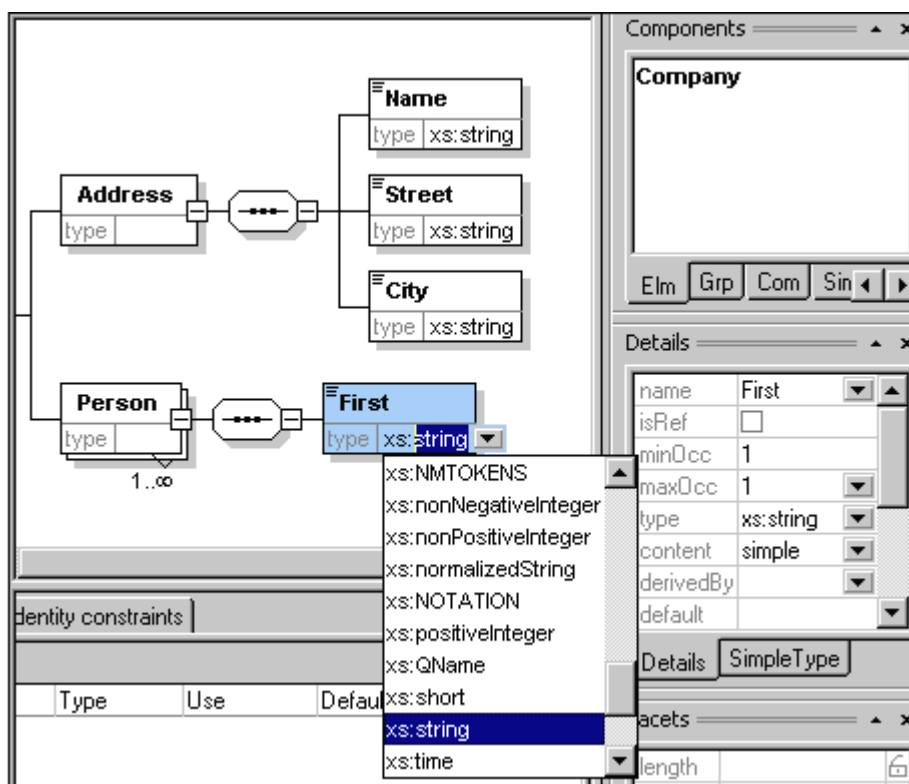 Name
type xs:string
Address
type
Street
type xs:string
City
type xs:string
Person
type
1..∞
First
type xs:string
xs:NMTOKENS
xs:nonNegativeInteger
xs:nonPositiveInteger
xs:normalizedString
xs:NOTATION
xs:positiveInteger
xs:QName
xs:short
xs:string
xs:time
dentity constraints
Type Use Defau
Components
Company
Elm Grp Com Sin
Details
name First
isRef
minOcc 1
maxOcc 1
type xs:string
content simple
derivedBy
default
Details SimpleType
acets
length